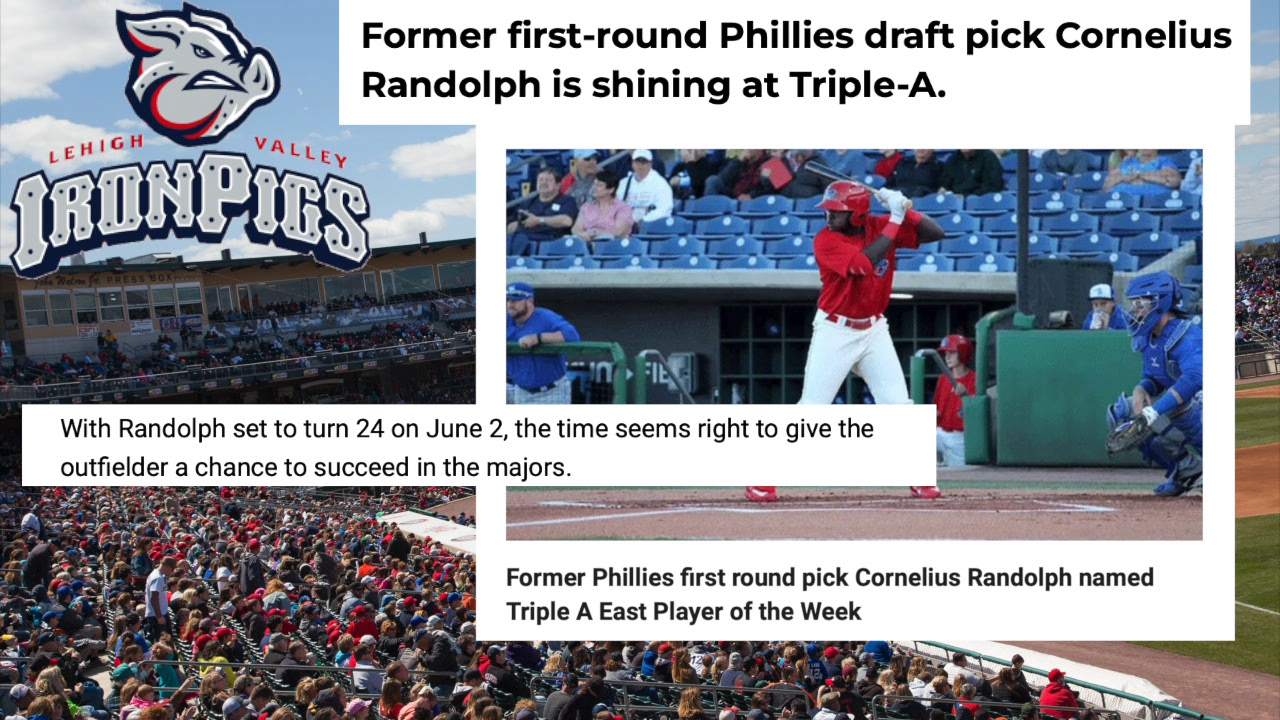 Former first-round Phillies draft pick Cornelius
Randolph is shining at Triple-A.
LEHIGH VALLEY
IRONPIGS
PRESS BOX
With Randolph set to turn 24 on June 2, the time seems right to give the
outfielder a chance to succeed in the majors.
Former Phillies first round pick Cornelius Randolph named
Triple A East Player of the Week